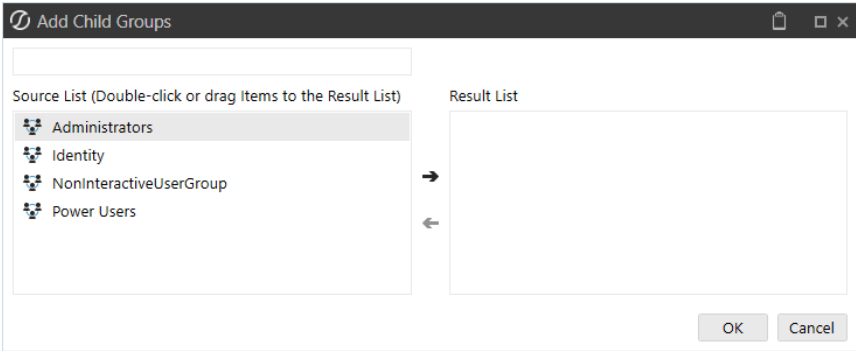 Add Child Groups
Source List (Double-click or drag Items to the Result List)
Result List
Administrators
Identity
NonInteractiveUserGroup
Power Users
OK
Cancel